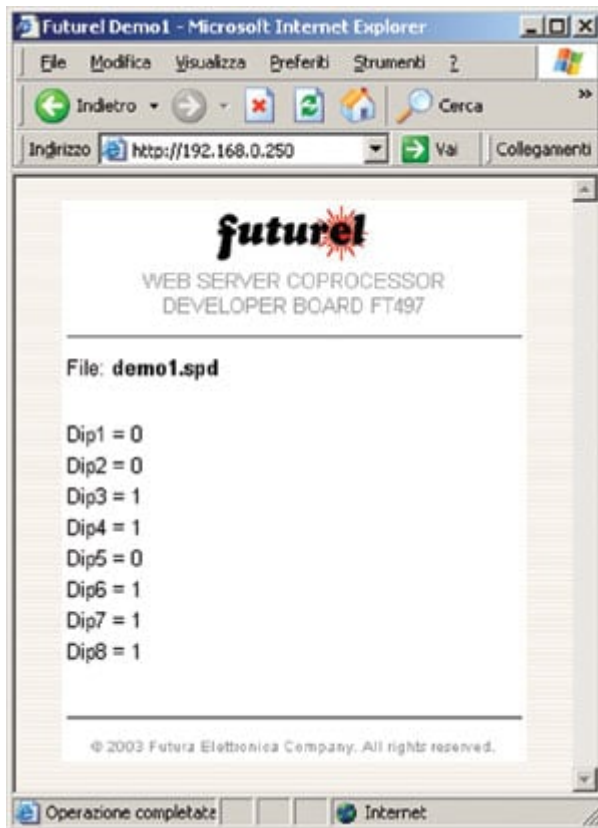 Futurel Demo1 - Microsoft Internet Explorer
File Modifica Visualizza Preferiti Strumenti ?
Indietro Cerca »
Indirizzo http://192.168.0.250 Vai Collegamenti
futurel
WEB SERVER COPROCESSOR
DEVELOPER BOARD FT497
File: demo1.spd
Dip1 = 0
Dip2 = 0
Dip3 = 1
Dip4 = 1
Dip5 = 0
Dip6 = 1
Dip7 = 1
Dip8 = 1
© 2003 Futura Elettronica Company. All rights reserved.
Operazione completata Internet